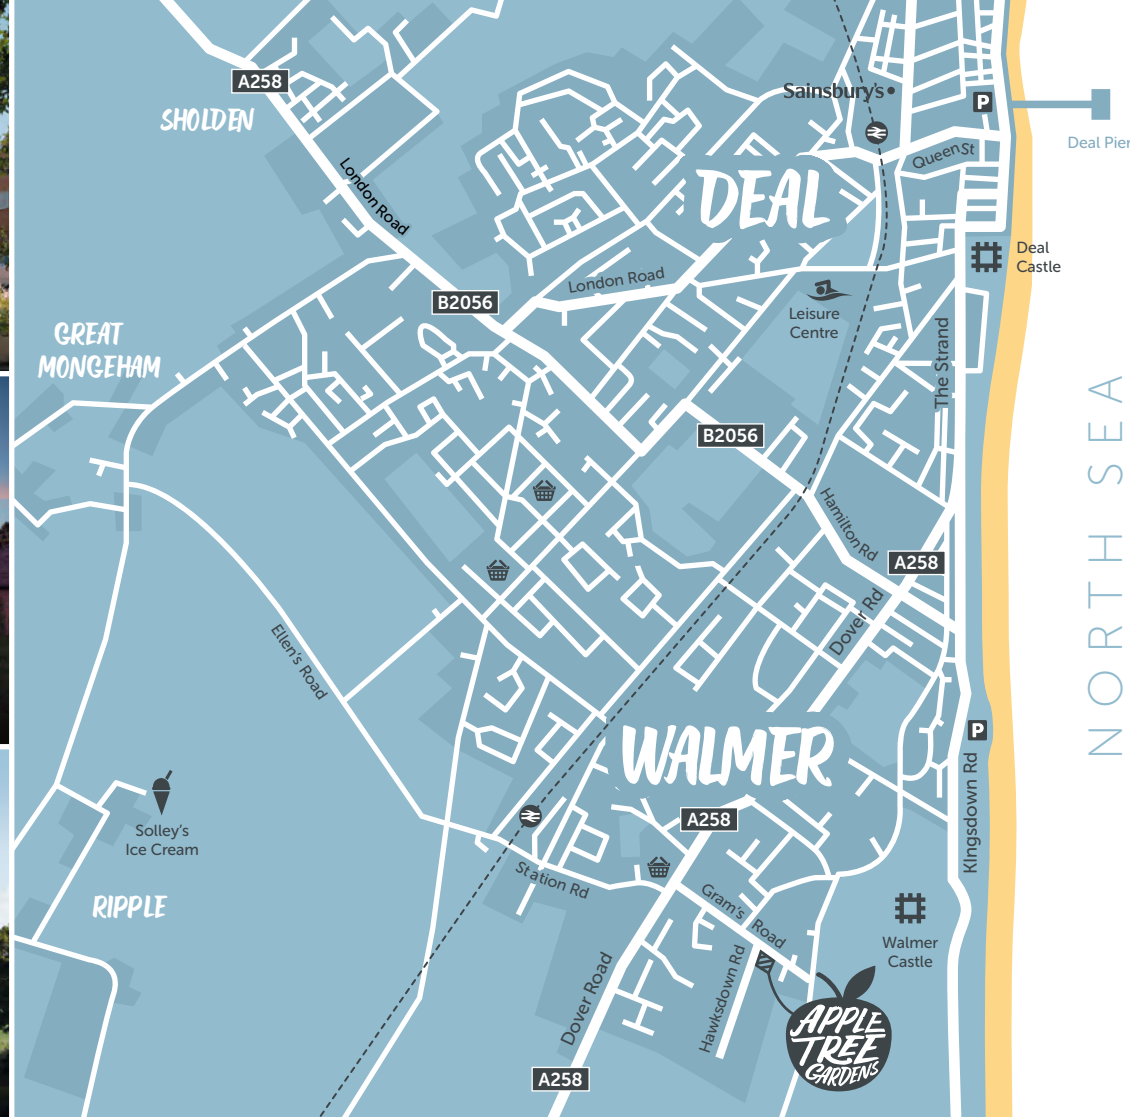 A258
SHOLDEN
Sainsbury's
P
Deal Pier
Queen St
London Road
DEAL
Deal
Castle
London Road
B2056
Leisure
Centre
GREAT
MONGEHAM
The Strand
B2056
NORTH SEA
Hamilton Rd
A258
Dover Rd
Ellen's Road
WALMER
P
KIngsdown Rd
Solley's
Ice Cream
A258
Station Rd
Gram's Road
RIPPLE
Walmer
Castle
Hawksdown Rd
Dover Road
APPLE
TREE
GARDENS
A258